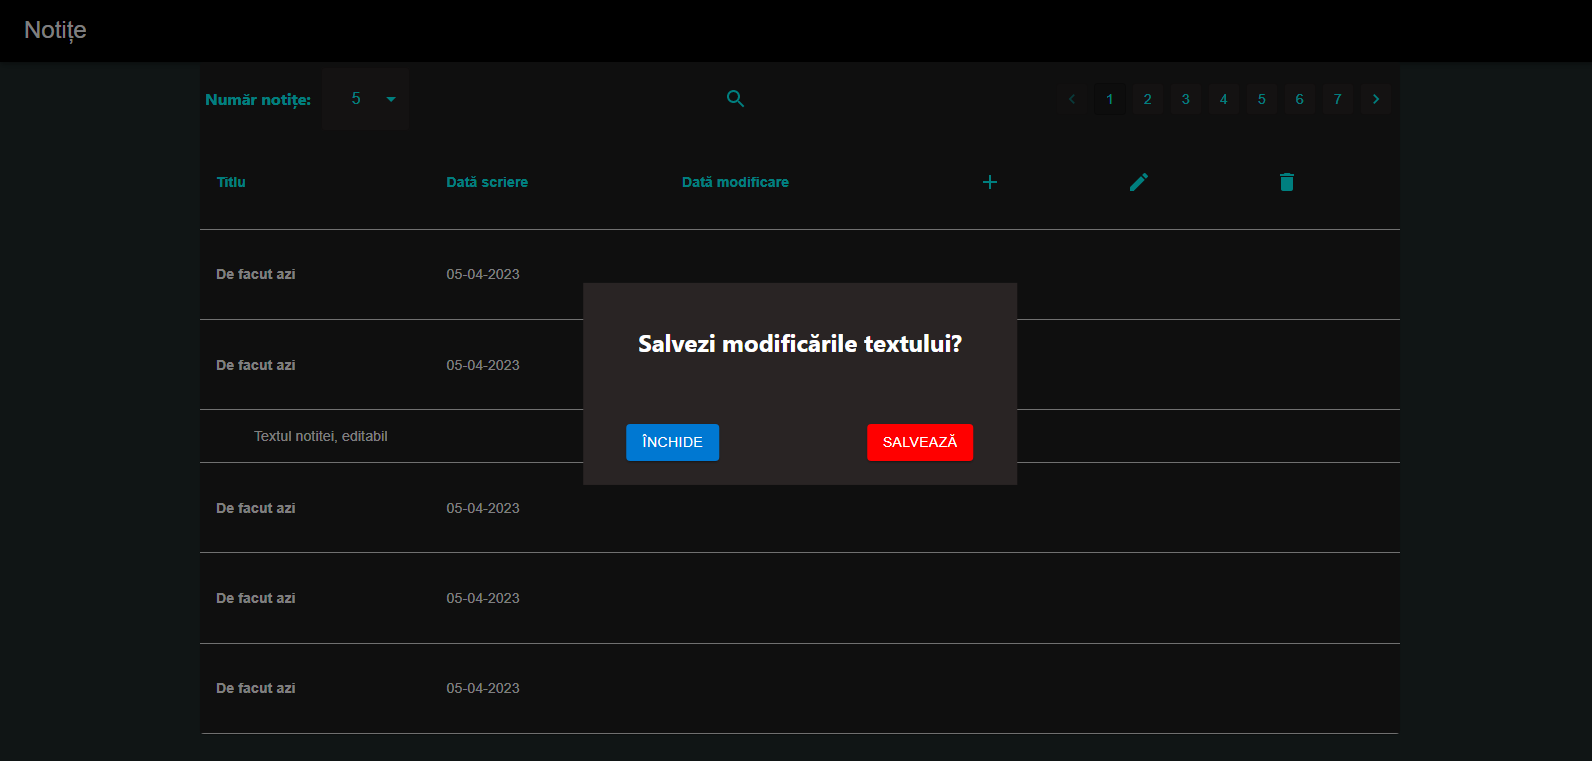 Notițe
Număr notițe: 5 1 2 3 4 5 6 7
Titlu Dată scriere Dată modificare
De facut azi 05-04-2023
De facut azi 05-04-2023
Textul notitei, editabil
De facut azi 05-04-2023
De facut azi 05-04-2023
De facut azi 05-04-2023
Salvezi modificările textului?
ÎNCHIDE SALVEAZĂ